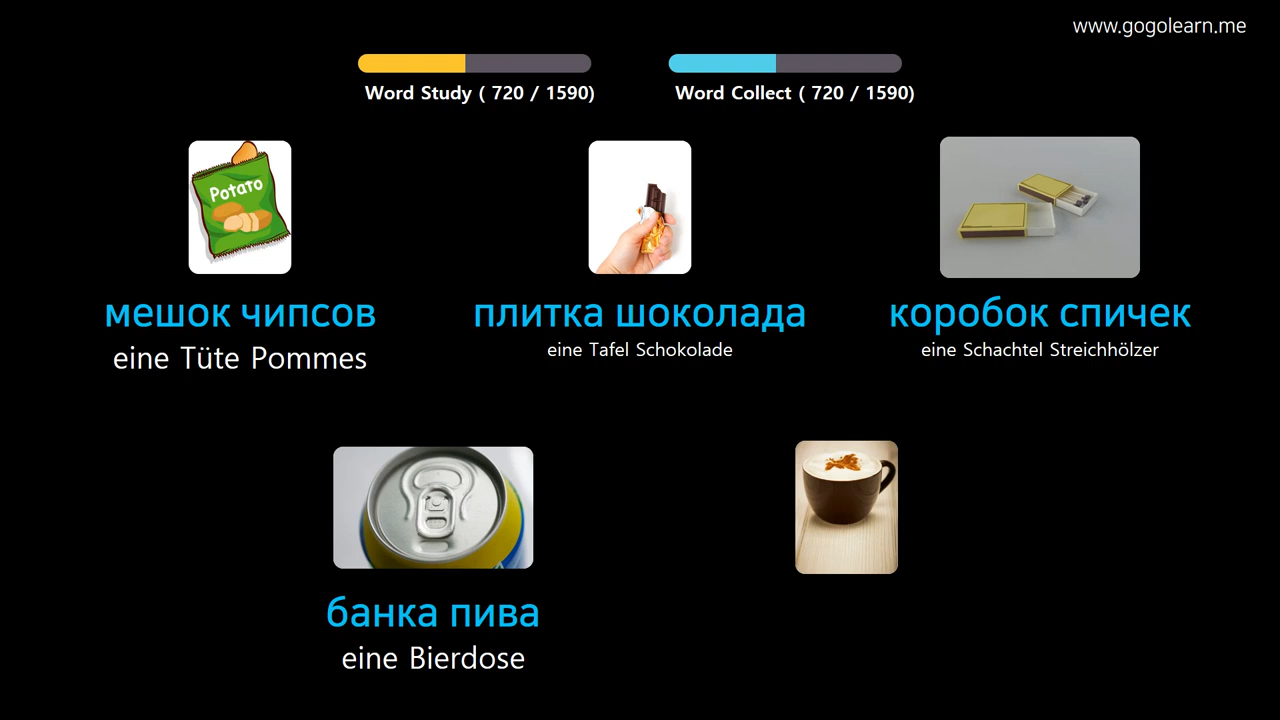 www.gogolearn.me
Word Study ( 720 / 1590)
Word Collect ( 720 / 1590)
Potato
мешок чипсов
eine Tüte Pommes
плитка шоколада
eine Tafel Schokolade
коробок спичек
eine Schachtel Streichhölzer
банка пива
eine Bierdose